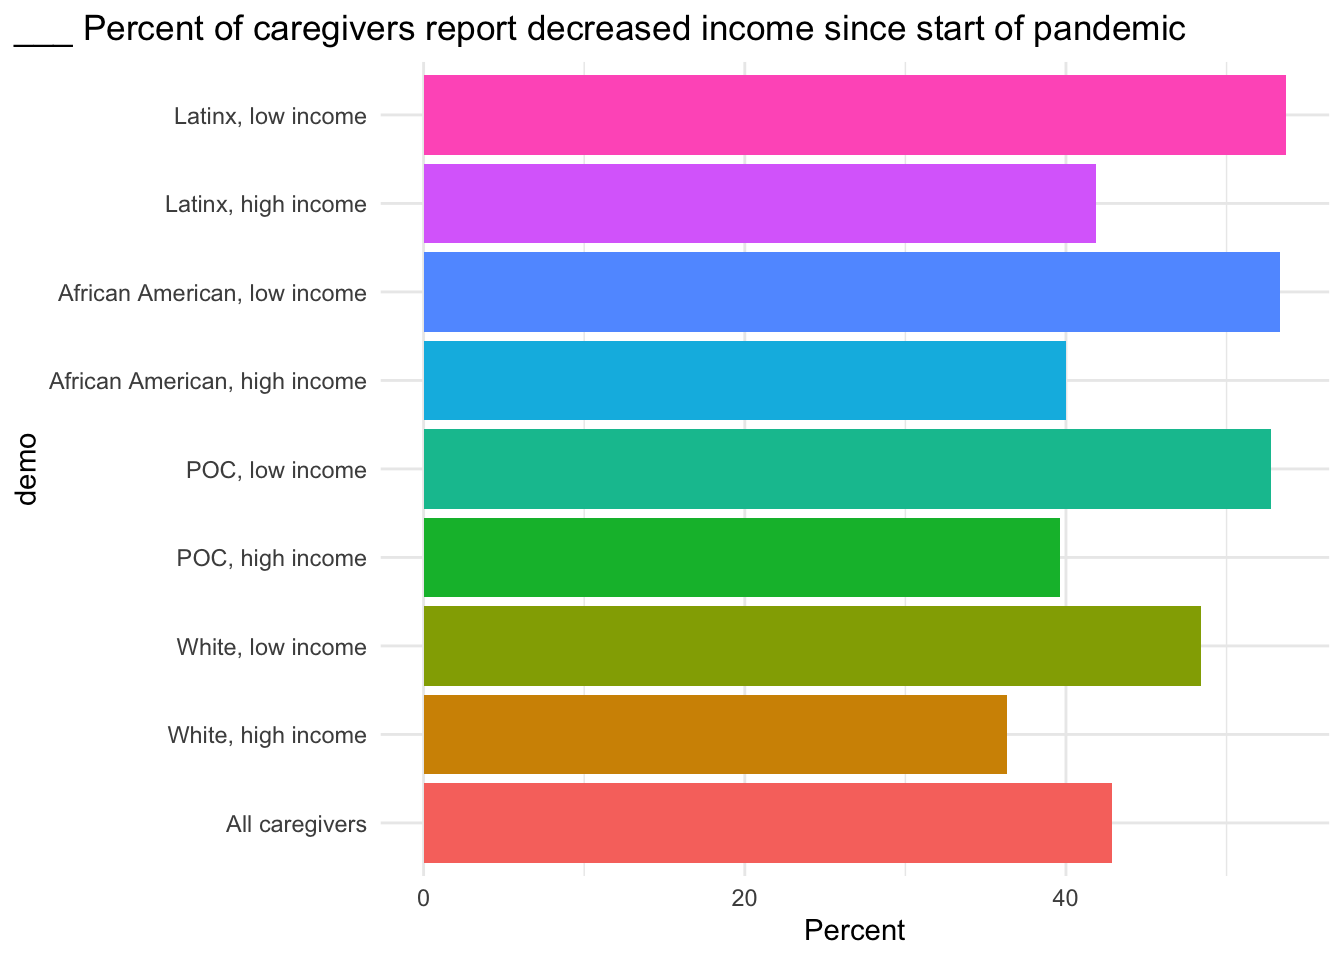 ___ Percent of caregivers report decreased income since start of pandemic
Latinx, low income
Latinx, high income
African American, low income
African American, high income
POC, low income
POC, high income
White, low income
White, high income
All caregivers
demo
0 20 40
Percent